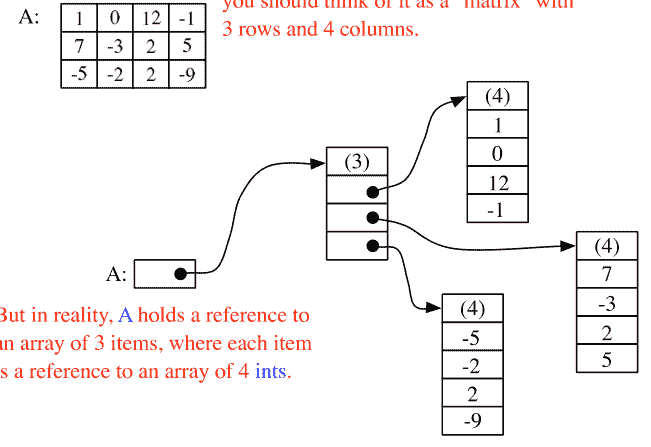 you should think of it as a "matrix" with
A:
3 rows and 4 columns.
1 0 12 -1
7 -3 2 5
-5 -2 2 -9
(4)
1
0
12
-1
(3)
(4)
7
-3
2
5
A:
(4)
-5
-2
2
-9
But in reality, A holds a reference to
an array of 3 items, where each item
is a reference to an array of 4 ints.